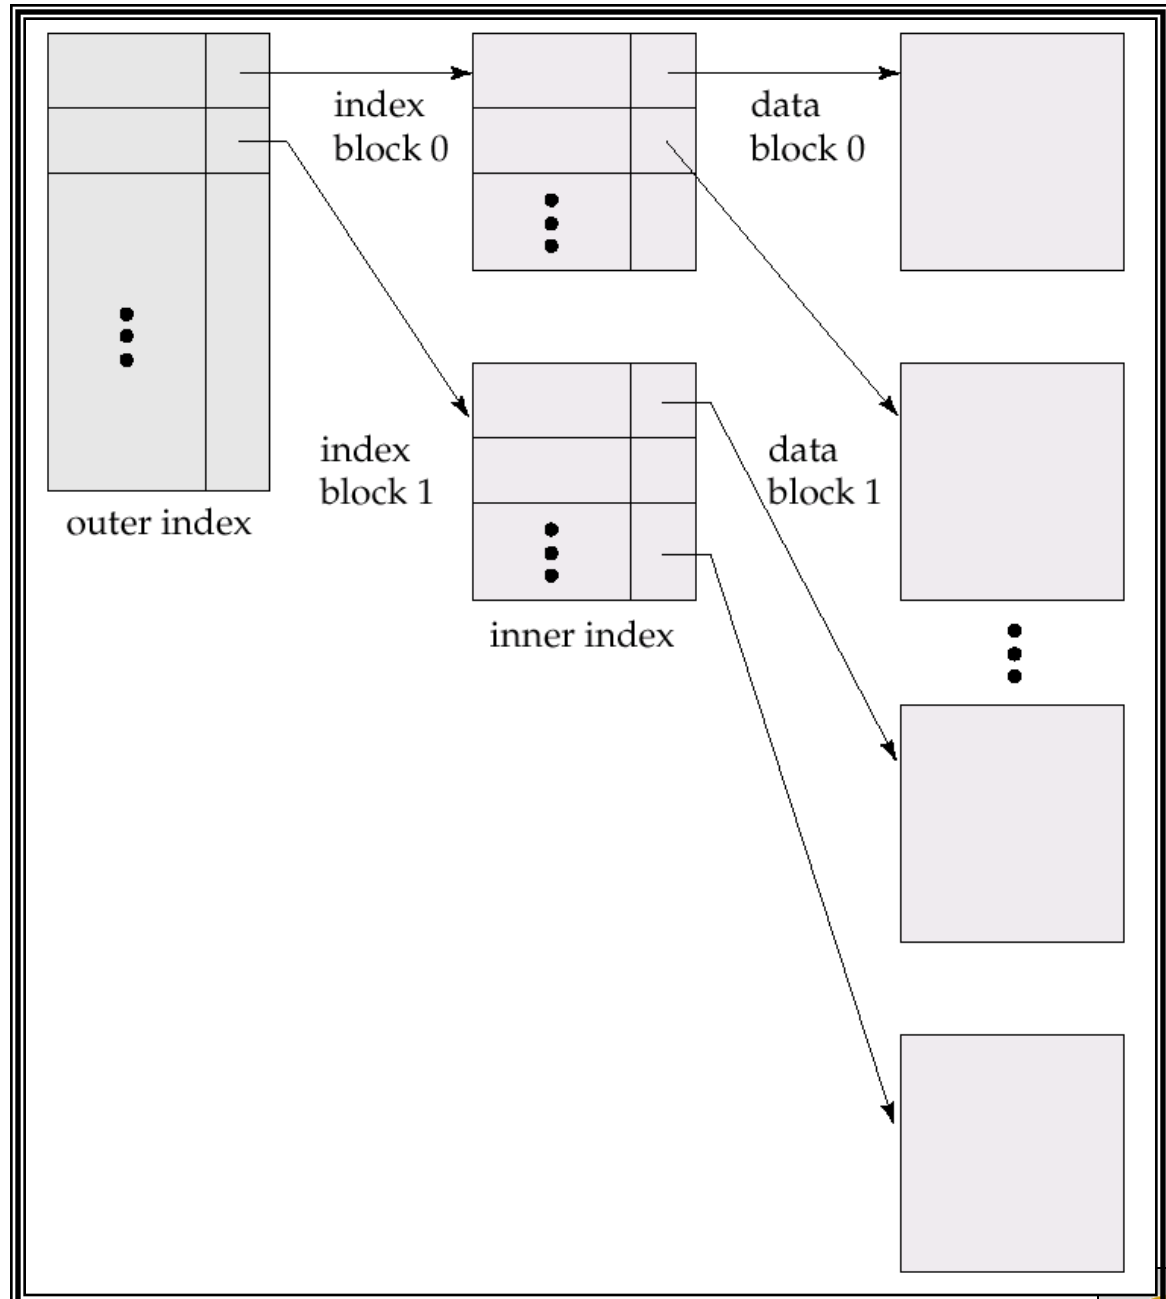 index
block 0
data
block 0
index
block 1
data
block 1
outer index
inner index